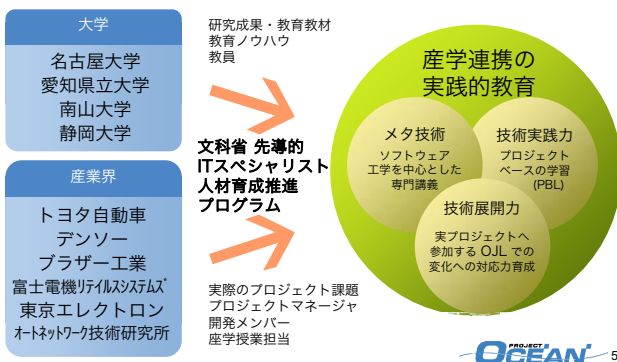 大学
名古屋大学
愛知県立大学
南山大学
静岡大学
産業界
トヨタ自動車
デンソー
ブラザー工業
富士電機ﾘﾃｲﾙｽｼｽﾃﾑｽﾞ
東京エレクトロン
ｵｰﾄﾈｯﾄﾜｰｸ技術研究所
研究成果・教育教材
教育ノウハウ
教員
文科省 先導的
ITスペシャリスト
人材育成推進
プログラム
実際のプロジェクト課題
プロジェクトマネージャ
開発メンバー
座学授業担当
産学連携の
実践的教育
メタ技術
ソフトウェア
工学を中心とした
専門講義
技術実践力
プロジェクト
ベースの学習
(PBL)
技術展開力
実プロジェクトへ
参加する OJL での
変化への対応力育成
PROJECT
OCEAN
5